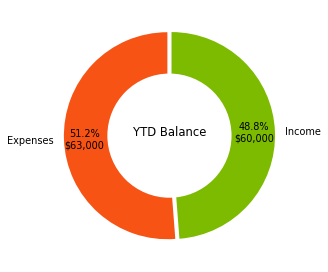 YTD Balance
Expenses
51.2%
$63,000
48.8%
$60,000
Income